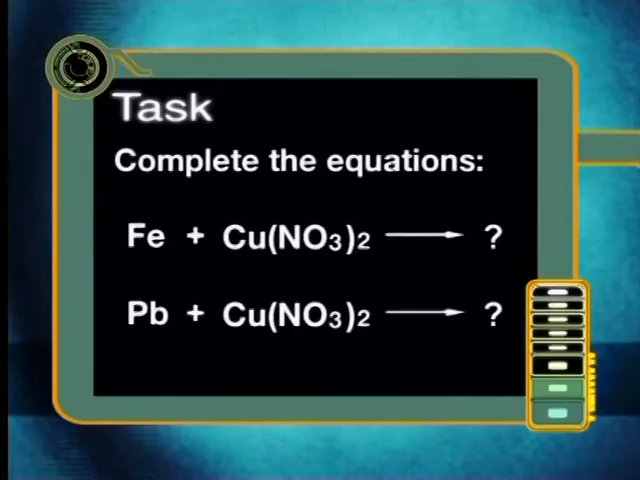 Task
Complete the equations:
Fe + Cu(NO₃)₂ ⟶ ?
Pb + Cu(NO₃)₂ ⟶ ?